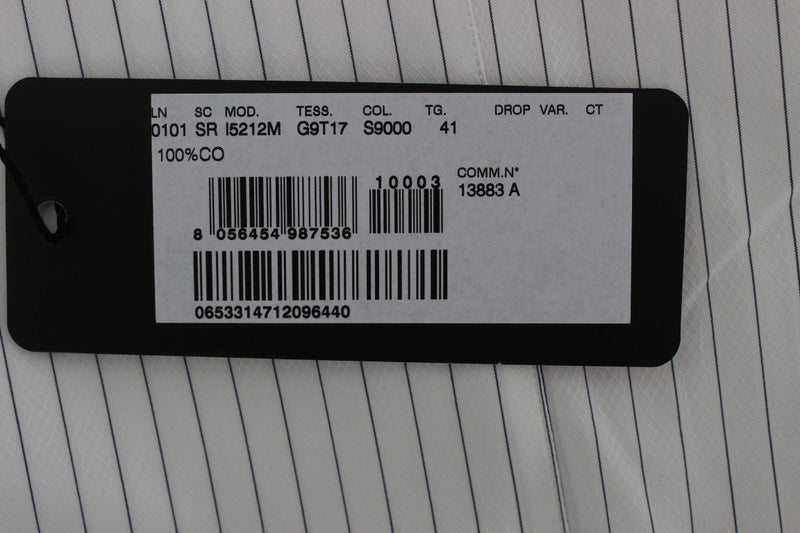 LN SC MOD. TESS. COL. TG. DROP VAR. CT
0101 SR I5212M G9T17 S9000 41
100%CO
COMM.N°
13883 A
10003
8 056454 987536
0653314712096440